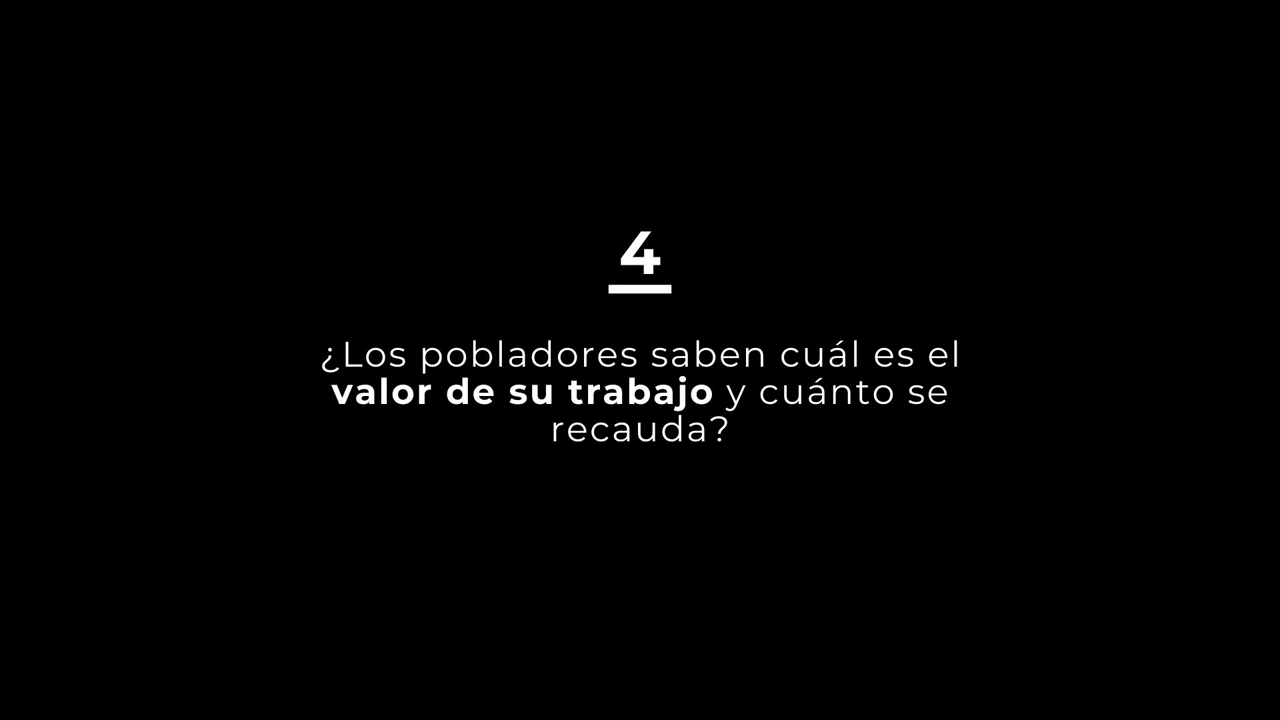 4
¿Los pobladores saben cuál es el
valor de su trabajo y cuánto se
recauda?